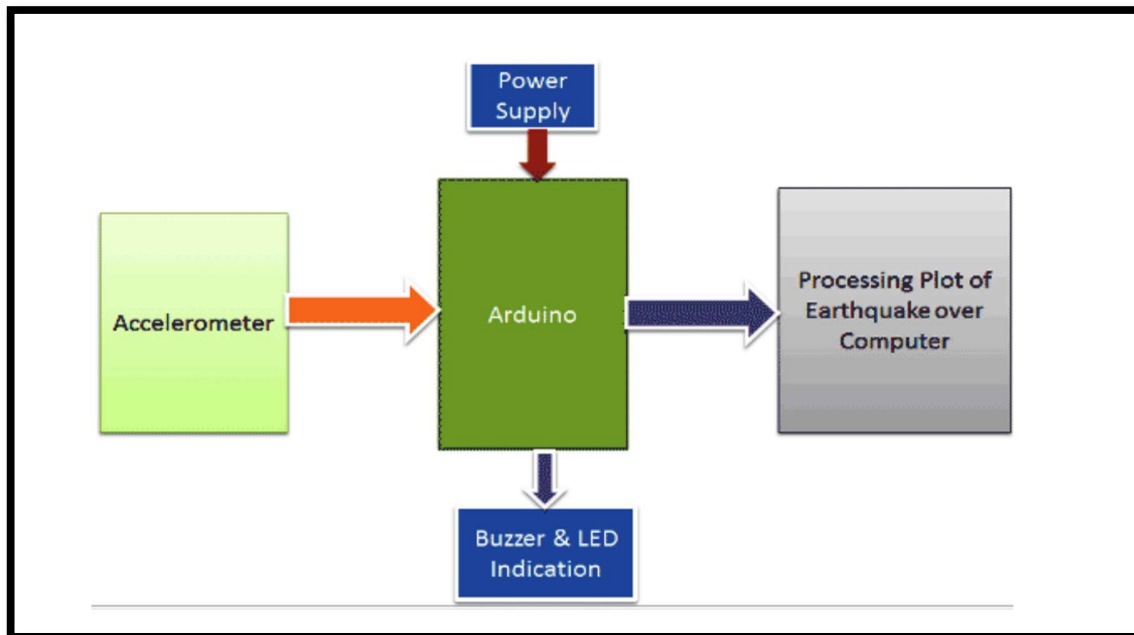 Power
Supply
Accelerometer
Arduino
Processing Plot of
Earthquake over
Computer
Buzzer & LED
Indication